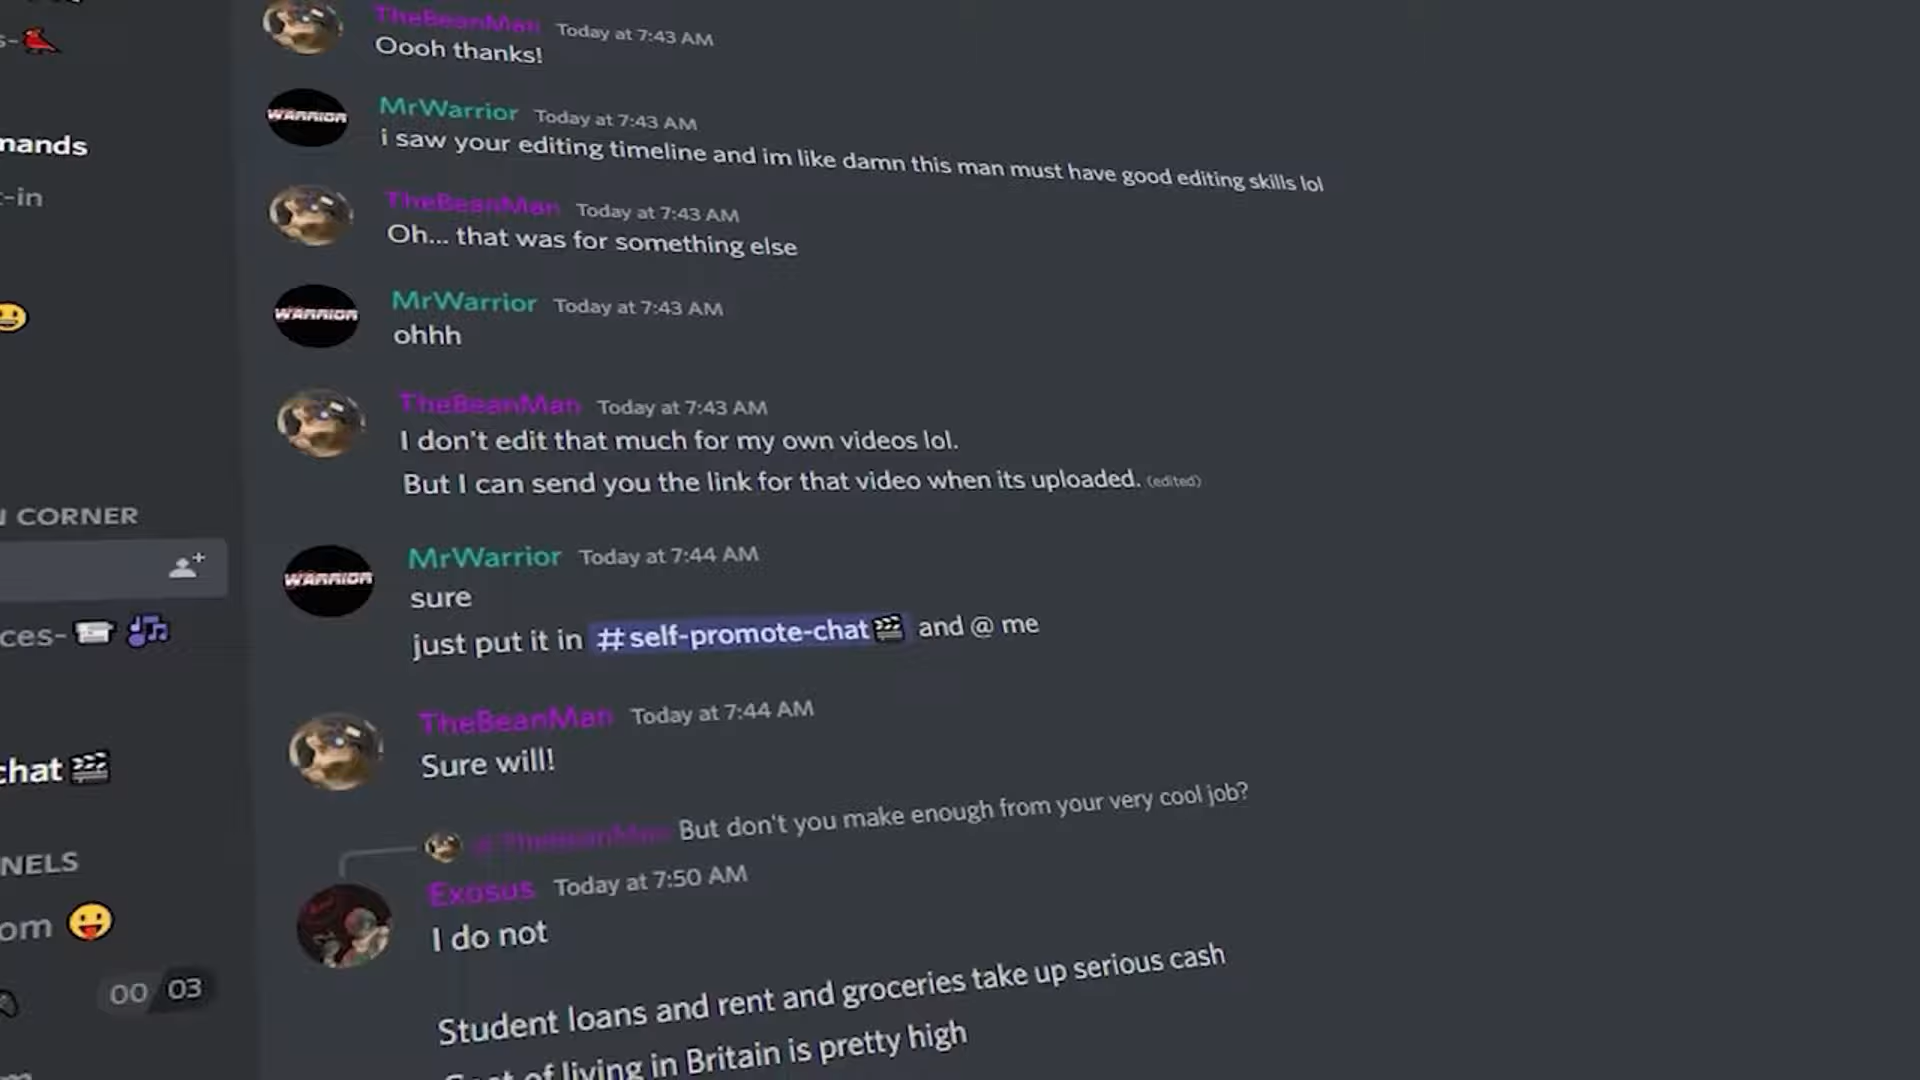 TheBeanMan Today at 7:43 AM
Oooh thanks!
WARRIOR
MrWarrior Today at 7:43 AM
i saw your editing timeline and im like damn this man must have good editing skills lol
mands
TheBeanMan Today at 7:43 AM
-in
Oh... that was for something else
WARRIOR
MrWarrior Today at 7:43 AM
ohhh
TheBeanMan Today at 7:43 AM
I don't edit that much for my own videos lol.
But I can send you the link for that video when its uploaded. (edited)
CORNER
WARRIOR
MrWarrior Today at 7:44 AM
sure
just put it in #self-promote-chat🎬 and @ me
ces-
TheBeanMan Today at 7:44 AM
Sure will!
chat 🎬
@TheBeanMan But don't you make enough from your very cool job?
NELS
Exosus Today at 7:50 AM
I do not
om 😛
00 03
Student loans and rent and groceries take up serious cash
Cost of living in Britain is pretty high